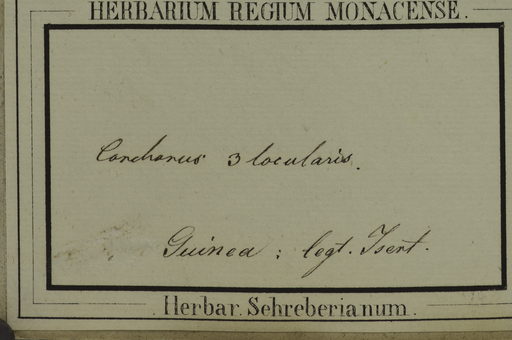 HERBARIUM REGIUM MONACENSE.
Corchorus 3 locularis.
Guinea: legt. Isert.
Herbar. Schreberianum.